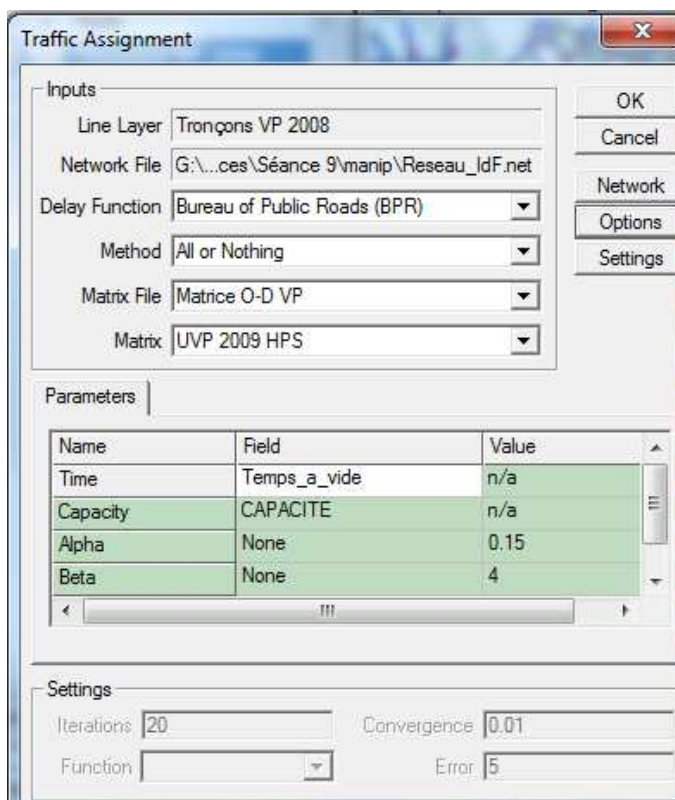 Traffic Assignment
Inputs
Line Layer Tronçons VP 2008
Network File G:\...ces\Séance 9\manip\Reseau_IdF.net
Delay Function Bureau of Public Roads (BPR)
Method All or Nothing
Matrix File Matrice O-D VP
Matrix UVP 2009 HPS
OK
Cancel
Network
Options
Settings
Parameters
Name Field Value
Time Temps_a_vide n/a
Capacity CAPACITE n/a
Alpha None 0.15
Beta None 4
Settings
Iterations 20 Convergence 0.01
Function Error 5